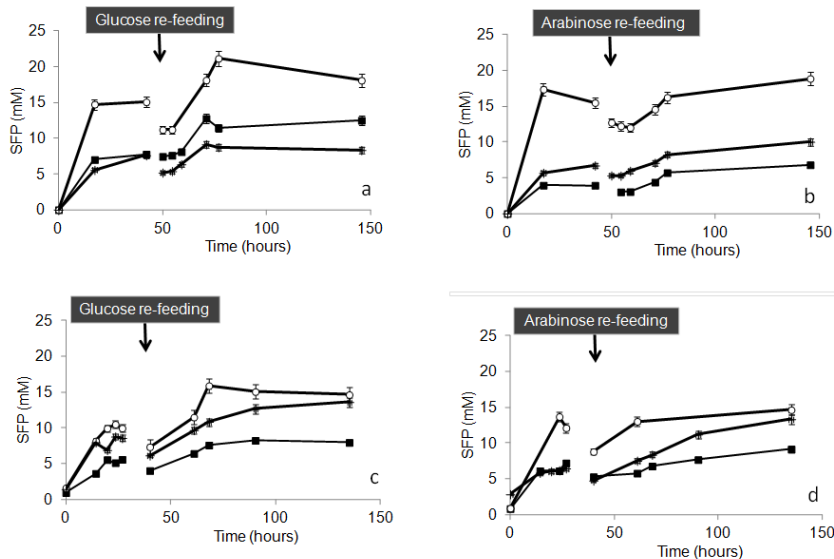 Glucose re-feeding
25
20
15
10
5
0
SFP (mM)
0 50 100 150
Time (hours)
a
Arabinose re-feeding
25
20
15
10
5
0
SFP (mM)
0 50 100 150
Time (hours)
b
Glucose re-feeding
25
20
15
10
5
0
SFP (mM)
0 50 100 150
Time (hours)
c
Arabinose re-feeding
25
20
15
10
5
0
SFP (mM)
0 50 100 150
Time (hours)
d